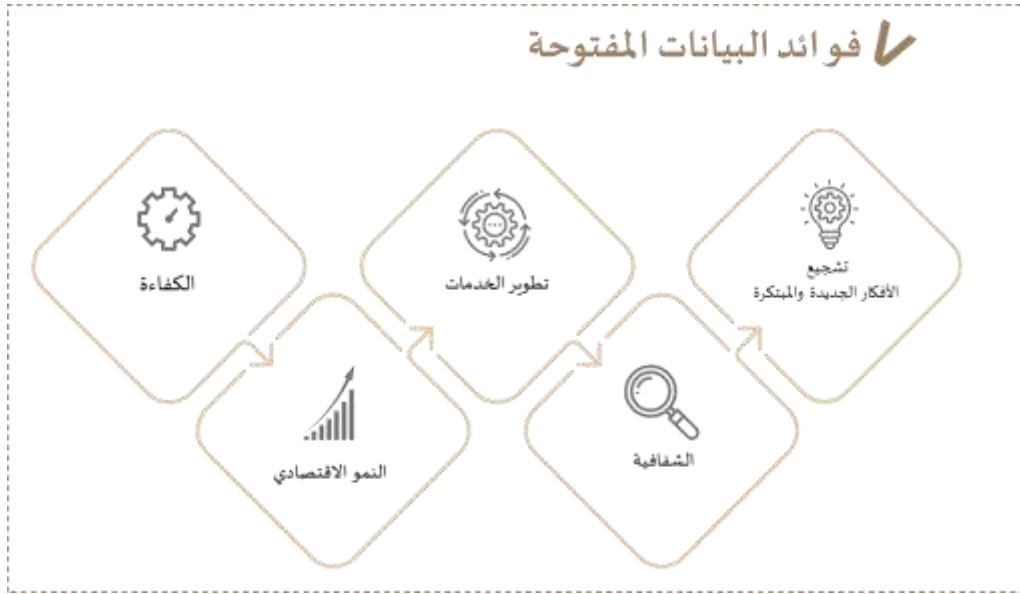 فوائد البيانات المفتوحة
تشجيع
الأفكار الجديدة والمبتكرة
الشفافية
تطوير الخدمات
النمو الاقتصادي
الكفاءة